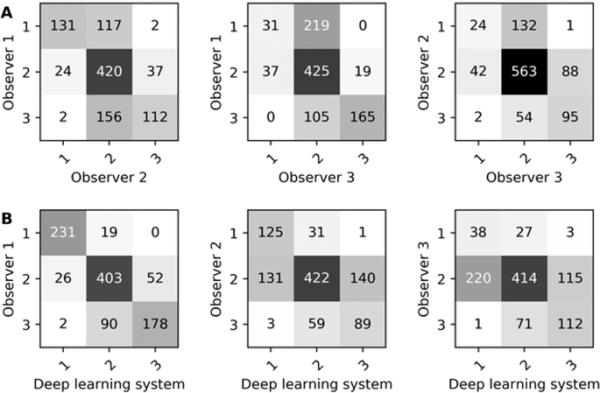 A
Observer 1
1 131 117 2
2 24 420 37
3 2 156 112
1 2 3
Observer 2
Observer 1
1 31 219 0
2 37 425 19
3 0 105 165
1 2 3
Observer 3
Observer 2
1 24 132 1
2 42 563 88
3 2 54 95
1 2 3
Observer 3
B
Observer 1
1 231 19 0
2 26 403 52
3 2 90 178
1 2 3
Deep learning system
Observer 2
1 125 31 1
2 131 422 140
3 3 59 89
1 2 3
Deep learning system
Observer 3
1 38 27 3
2 220 414 115
3 1 71 112
1 2 3
Deep learning system